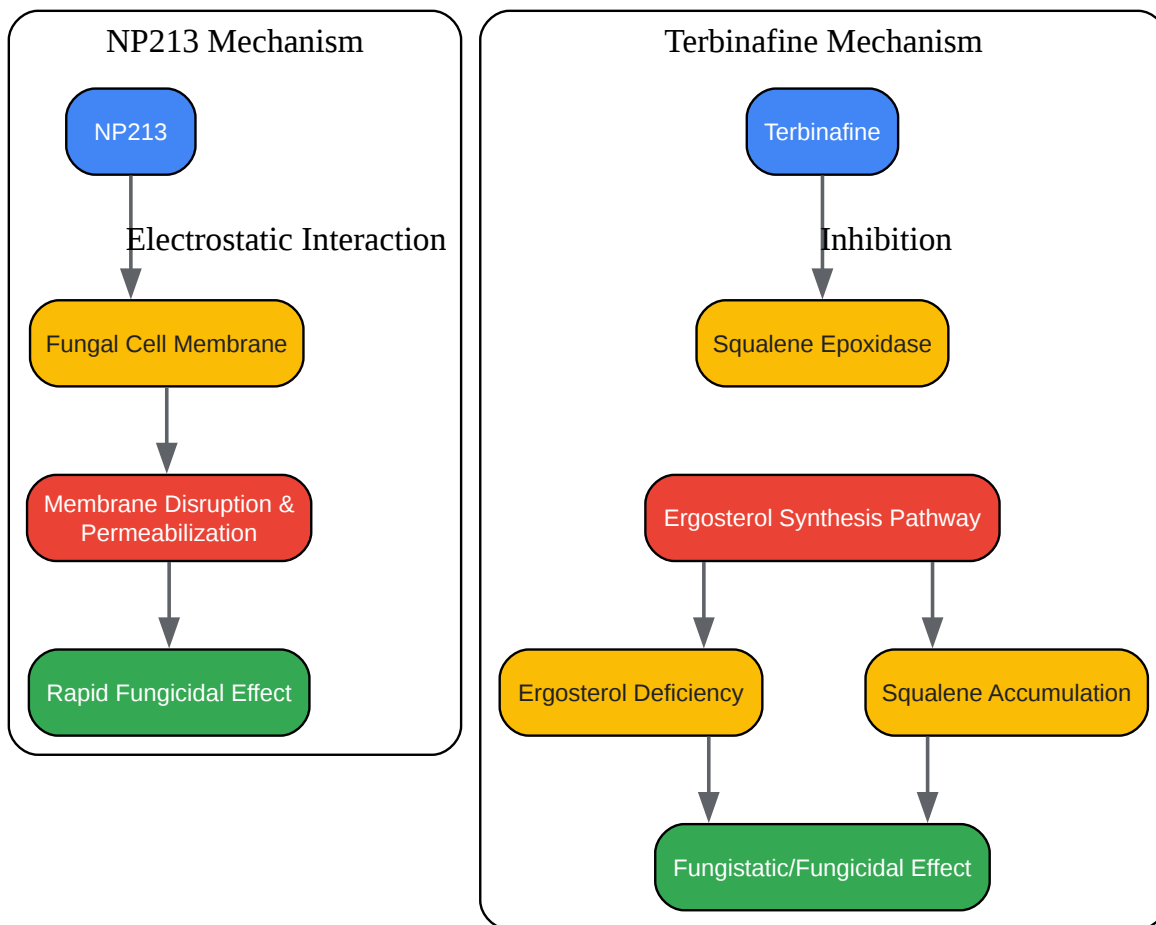 NP213 Mechanism
NP213
Electrostatic Interaction
Fungal Cell Membrane
Membrane Disruption &
Permeabilization
Rapid Fungicidal Effect
Terbinafine Mechanism
Terbinafine
Inhibition
Squalene Epoxidase
Ergosterol Synthesis Pathway
Ergosterol Deficiency
Squalene Accumulation
Fungistatic/Fungicidal Effect